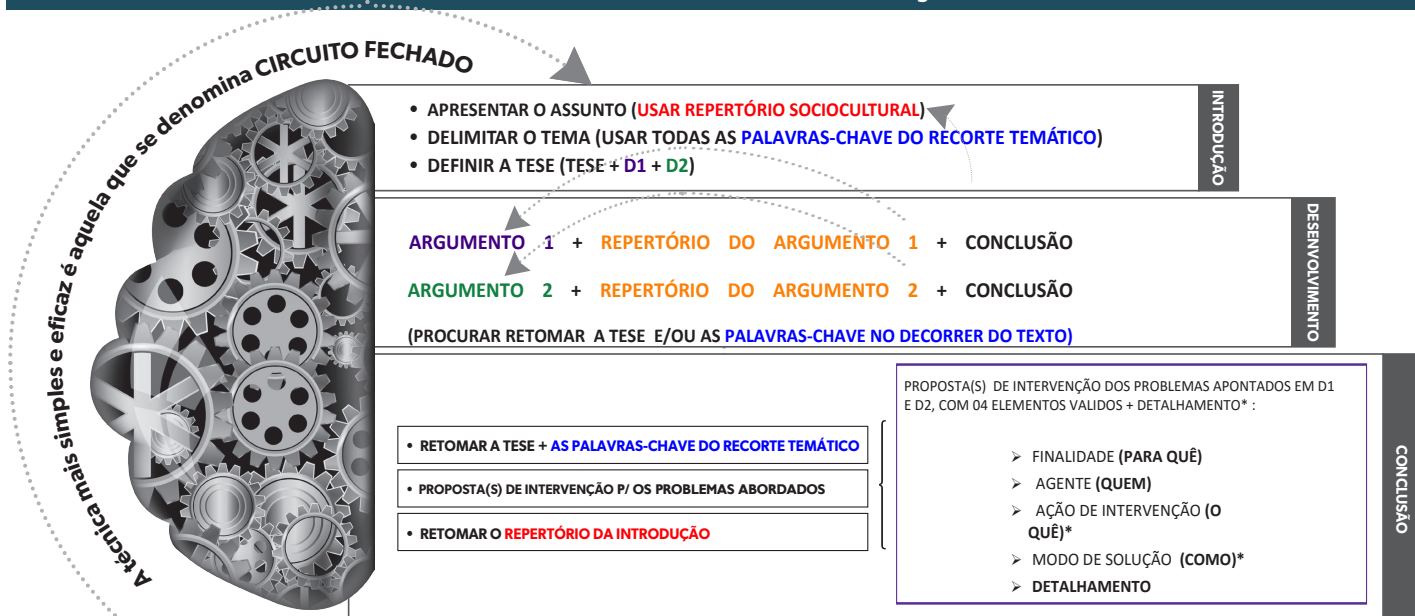 A técnica mais simples e eficaz é aquela que se denomina CIRCUITO FECHADO
• APRESENTAR O ASSUNTO (USAR REPERTÓRIO SOCIOCULTURAL)
• DELIMITAR O TEMA (USAR TODAS AS PALAVRAS-CHAVE DO RECORTE TEMÁTICO)
• DEFINIR A TESE (TESE + D1 + D2)
INTRODUÇÃO
ARGUMENTO 1 + REPERTÓRIO DO ARGUMENTO 1 + CONCLUSÃO
ARGUMENTO 2 + REPERTÓRIO DO ARGUMENTO 2 + CONCLUSÃO
(PROCURAR RETOMAR A TESE E/OU AS PALAVRAS-CHAVE NO DECORRER DO TEXTO)
DESENVOLVIMENTO
• RETOMAR A TESE + AS PALAVRAS-CHAVE DO RECORTE TEMÁTICO
• PROPOSTA(S) DE INTERVENÇÃO P/ OS PROBLEMAS ABORDADOS
• RETOMAR O REPERTÓRIO DA INTRODUÇÃO
PROPOSTA(S) DE INTERVENÇÃO DOS PROBLEMAS APONTADOS EM D1
E D2, COM 04 ELEMENTOS VALIDOS + DETALHAMENTO* :
➢ FINALIDADE (PARA QUÊ)
➢ AGENTE (QUEM)
➢ AÇÃO DE INTERVENÇÃO (O
QUÊ)*
➢ MODO DE SOLUÇÃO (COMO)*
➢ DETALHAMENTO
CONCLUSÃO